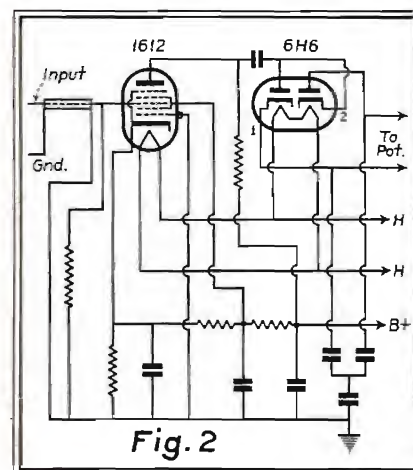 1612 6H6
Input
Gnd.
1 2
To
Pot.
H
H
B+
Fig. 2